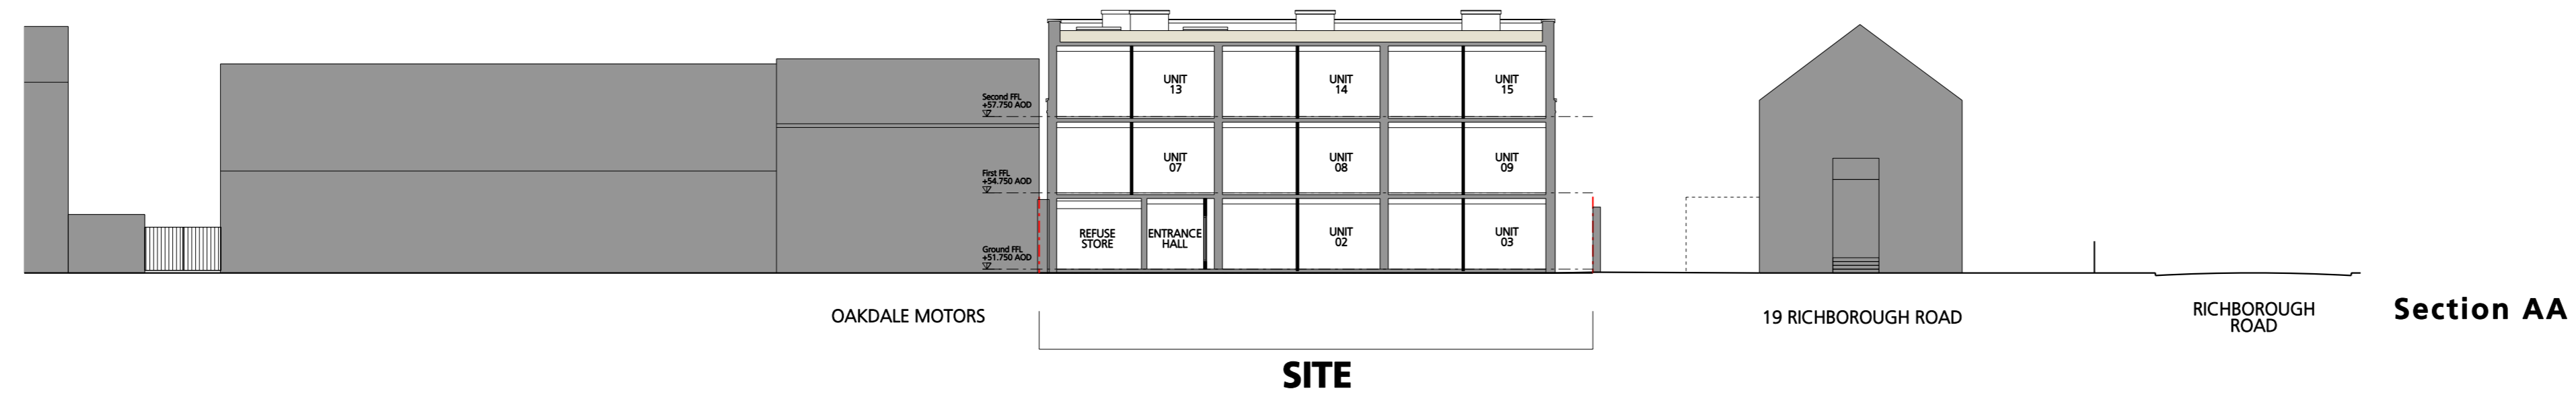 UNIT
13
UNIT
14
UNIT
15
Second FFL
+57.750 AOD
UNIT
07
UNIT
08
UNIT
09
First FFL
+54.750 AOD
REFUSE
STORE
ENTRANCE
HALL
UNIT
02
UNIT
03
Ground FFL
+51.750 AOD
OAKDALE MOTORS
19 RICHBOROUGH ROAD
RICHBOROUGH
ROAD
Section AA
SITE